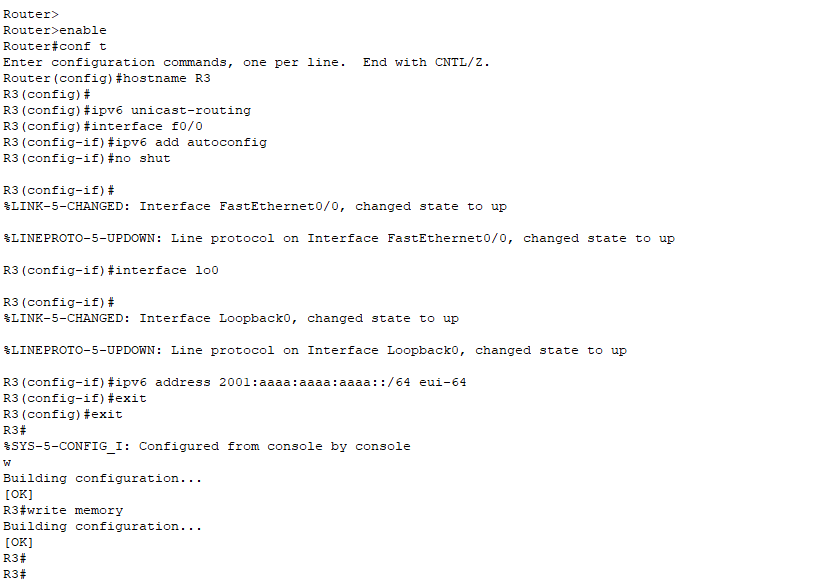 Router>
Router>enable
Router#conf t
Enter configuration commands, one per line.  End with CNTL/Z.
Router(config)#hostname R3
R3(config)#
R3(config)#ipv6 unicast-routing
R3(config)#interface f0/0
R3(config-if)#ipv6 add autoconfig
R3(config-if)#no shut
R3(config-if)#
%LINK-5-CHANGED: Interface FastEthernet0/0, changed state to up
%LINEPROTO-5-UPDOWN: Line protocol on Interface FastEthernet0/0, changed state to up
R3(config-if)#interface lo0
R3(config-if)#
%LINK-5-CHANGED: Interface Loopback0, changed state to up
%LINEPROTO-5-UPDOWN: Line protocol on Interface Loopback0, changed state to up
R3(config-if)#ipv6 address 2001:aaaa:aaaa:aaaa::/64 eui-64
R3(config-if)#exit
R3(config)#exit
R3#
%SYS-5-CONFIG_I: Configured from console by console
w
Building configuration...
[OK]
R3#write memory
Building configuration...
[OK]
R3#
R3#